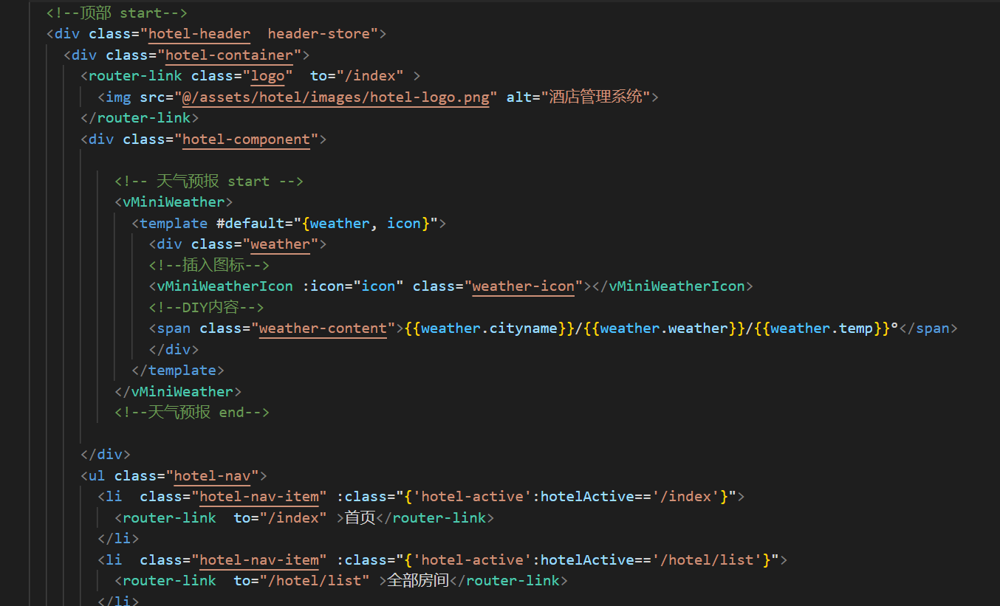 <!--顶部 start-->
<div class="hotel-header  header-store">
<div class="hotel-container">
<router-link class="logo"  to="/index" >
<img src="@/assets/hotel/images/hotel-logo.png" alt="酒店管理系统">
</router-link>
<div class="hotel-component">
<!-- 天气预报 start -->
<vMiniWeather>
<template #default="{weather, icon}">
<div class="weather">
<!--插入图标-->
<vMiniWeatherIcon :icon="icon" class="weather-icon"></vMiniWeatherIcon>
<!--DIY内容-->
<span class="weather-content">{{weather.cityname}}/{{weather.weather}}/{{weather.temp}}°</span>
</div>
</template>
</vMiniWeather>
<!--天气预报 end-->
</div>
<ul class="hotel-nav">
<li  class="hotel-nav-item" :class="{'hotel-active':hotelActive=='/index'}">
<router-link  to="/index" >首页</router-link>
</li>
<li  class="hotel-nav-item" :class="{'hotel-active':hotelActive=='/hotel/list'}">
<router-link  to="/hotel/list" >全部房间</router-link>
</li>